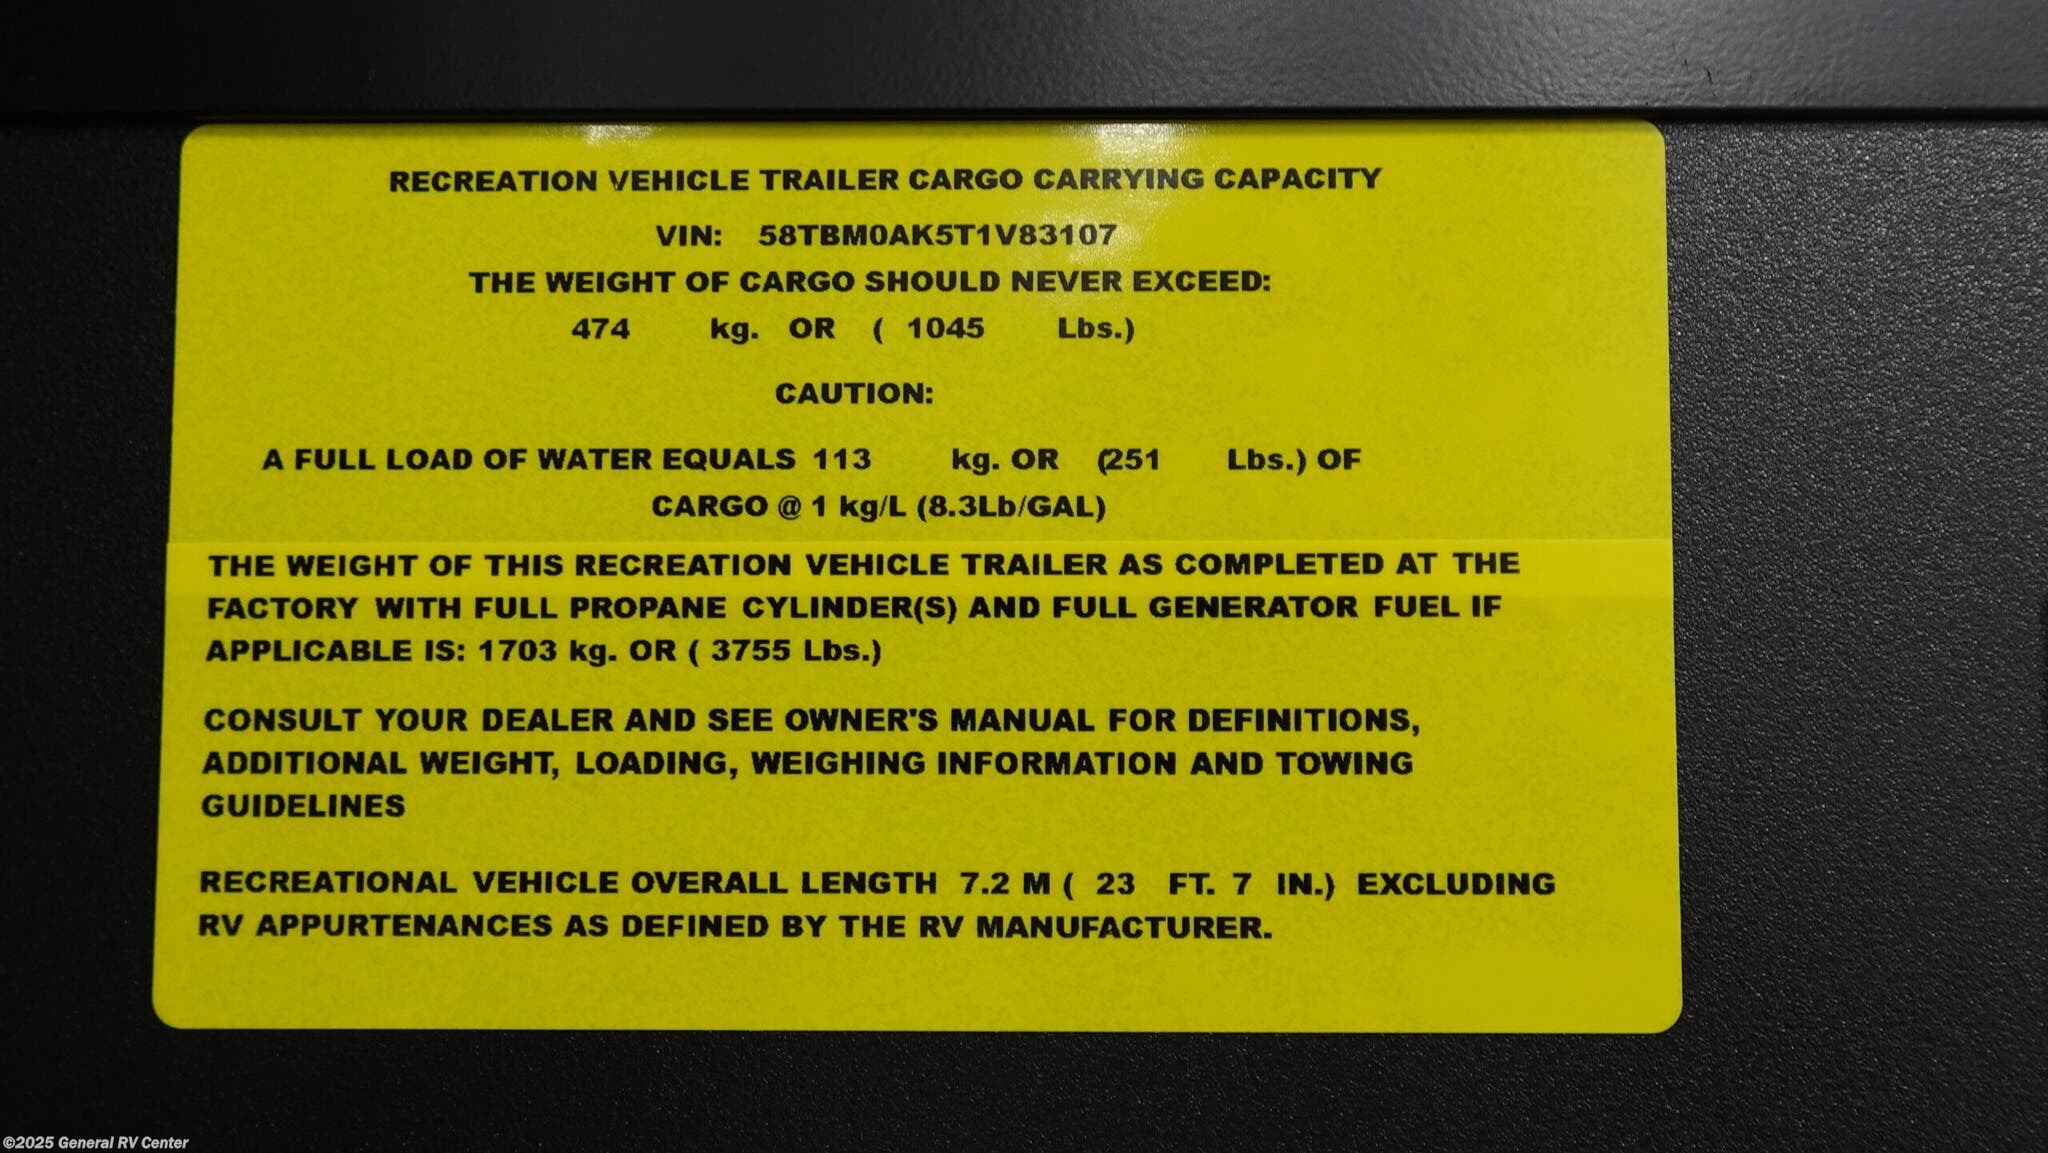 RECREATION VEHICLE TRAILER CARGO CARRYING CAPACITY
VIN: 58TBM0AK5T1V83107
THE WEIGHT OF CARGO SHOULD NEVER EXCEED:
474 kg. OR ( 1045 Lbs.)
CAUTION:
A FULL LOAD OF WATER EQUALS 113 kg. OR (251 Lbs.) OF
CARGO @ 1 kg/L (8.3Lb/GAL)
THE WEIGHT OF THIS RECREATION VEHICLE TRAILER AS COMPLETED AT THE
FACTORY WITH FULL PROPANE CYLINDER(S) AND FULL GENERATOR FUEL IF
APPLICABLE IS: 1703 kg. OR ( 3755 Lbs.)
CONSULT YOUR DEALER AND SEE OWNER'S MANUAL FOR DEFINITIONS,
ADDITIONAL WEIGHT, LOADING, WEIGHING INFORMATION AND TOWING
GUIDELINES
RECREATIONAL VEHICLE OVERALL LENGTH 7.2 M ( 23 FT. 7 IN.) EXCLUDING
RV APPURTENANCES AS DEFINED BY THE RV MANUFACTURER.
©2025 General RV Center